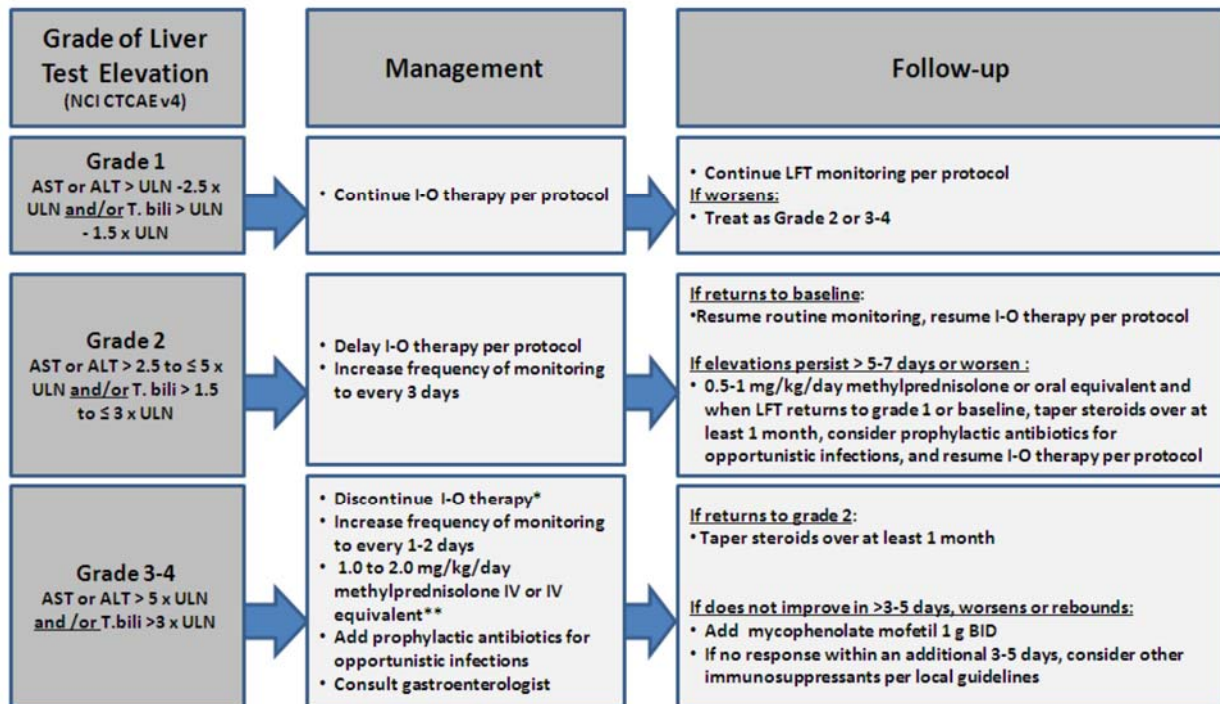 Grade of Liver
Test Elevation
(NCI CTCAE v4)
Management
Follow-up
Grade 1
AST or ALT > ULN -2.5 x
ULN and/or T. bili > ULN
- 1.5 x ULN
• Continue I-O therapy per protocol
• Continue LFT monitoring per protocol
If worsens:
• Treat as Grade 2 or 3-4
Grade 2
AST or ALT > 2.5 to ≤ 5 x
ULN and/or T. bili > 1.5
to ≤ 3 x ULN
• Delay I-O therapy per protocol
• Increase frequency of monitoring
to every 3 days
If returns to baseline:
•Resume routine monitoring, resume I-O therapy per protocol
If elevations persist > 5-7 days or worsen :
• 0.5-1 mg/kg/day methylprednisolone or oral equivalent and
when LFT returns to grade 1 or baseline, taper steroids over at
least 1 month, consider prophylactic antibiotics for
opportunistic infections, and resume I-O therapy per protocol
Grade 3-4
AST or ALT > 5 x ULN
and /or T.bili >3 x ULN
• Discontinue I-O therapy*
• Increase frequency of monitoring
to every 1-2 days
• 1.0 to 2.0 mg/kg/day
methylprednisolone IV or IV
equivalent**
• Add prophylactic antibiotics for
opportunistic infections
• Consult gastroenterologist
If returns to grade 2:
• Taper steroids over at least 1 month
If does not improve in >3-5 days, worsens or rebounds:
• Add mycophenolate mofetil 1 g BID
• If no response within an additional 3-5 days, consider other
immunosuppressants per local guidelines